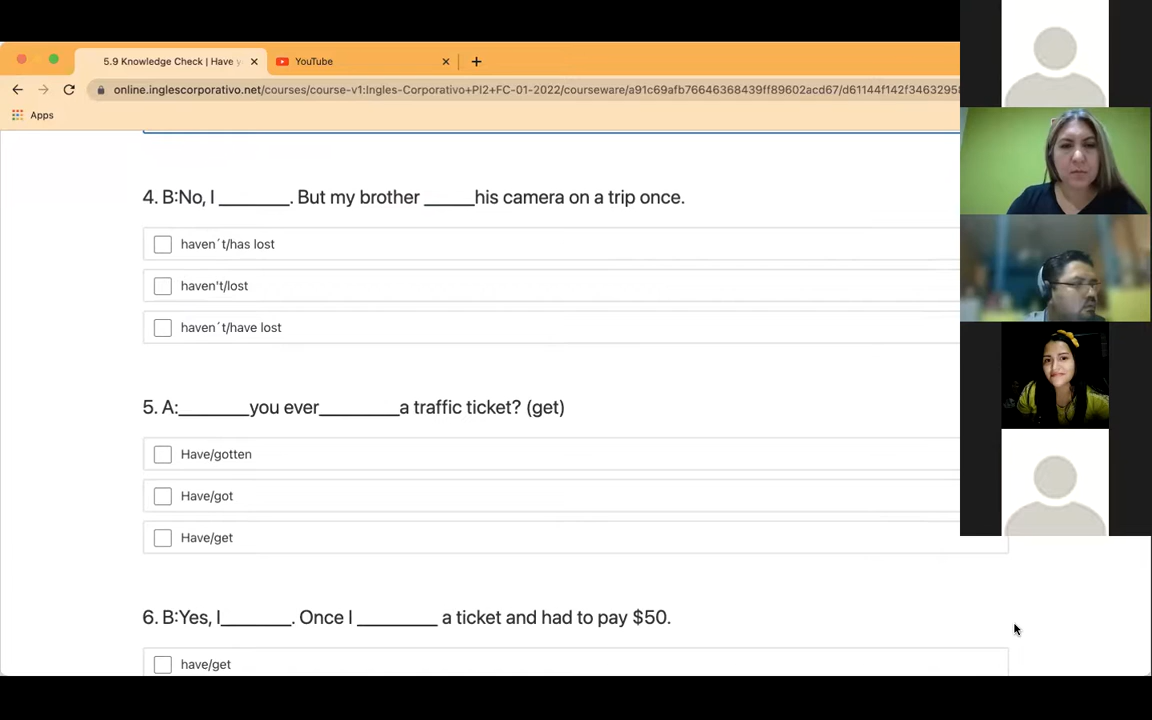 5.9 Knowledge Check | Have y
YouTube
online.inglescorporativo.net/courses/course-v1:Ingles-Corporativo+PI2+FC-01-2022/courseware/a91c69afb76646368439ff89602acd67/d61144f142f3463295
Apps
4. B:No, I ________. But my brother ______his camera on a trip once.
haven´t/has lost
haven't/lost
haven´t/have lost
5. A:________you ever_________a traffic ticket? (get)
Have/gotten
Have/got
Have/get
6. B:Yes, I________. Once I _________ a ticket and had to pay $50.
have/get